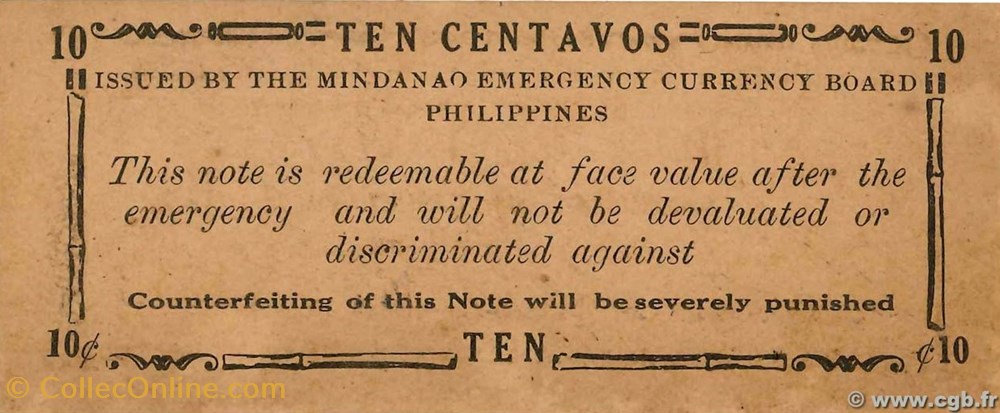 10 TEN CENTAVOS 10
ISSUED BY THE MINDANAO EMERGENCY CURRENCY BOARD
PHILIPPINES
This note is redeemable at face value after the
emergency and will not be devaluated or
discriminated against
Counterfeiting of this Note will be severely punished
10¢ TEN ¢10
© CollecOnline.com
© www.cgb.fr